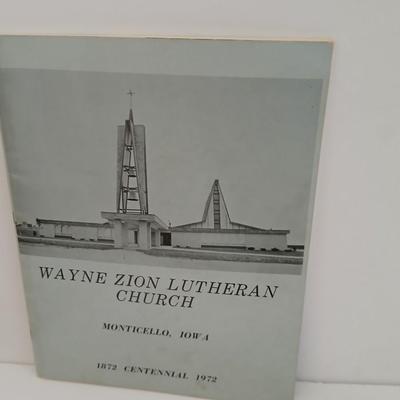 WAYNE ZION LUTHERAN
CHURCH
MONTICELLO, IOWA
1872 CENTENNIAL 1972